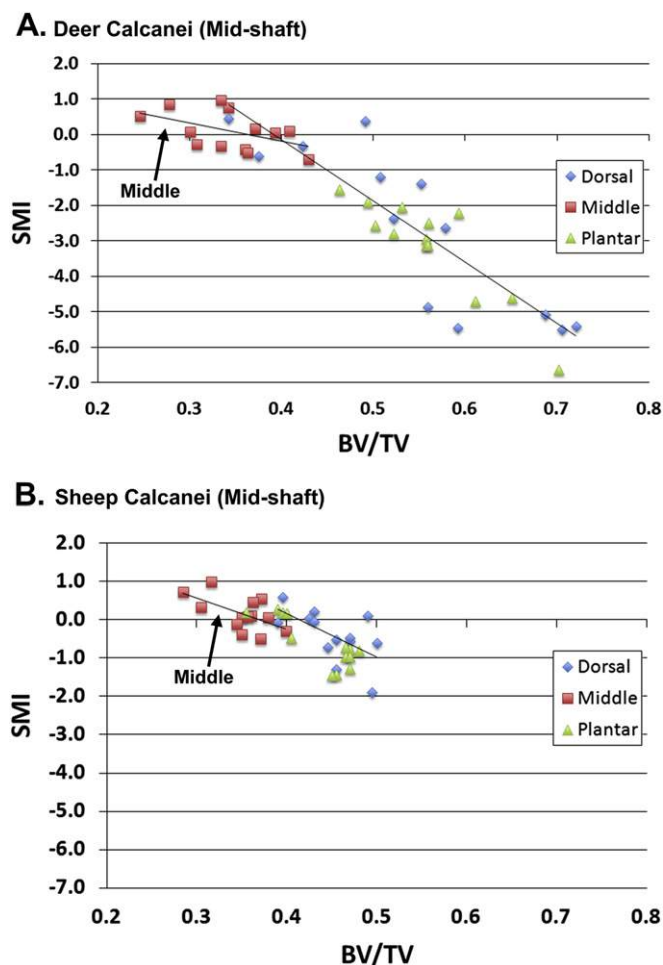 A. Deer Calcanei (Mid-shaft)
2.0
1.0
0.0
-1.0
-2.0
-3.0
-4.0
-5.0
-6.0
-7.0
SMI
Middle
Dorsal
Middle
Plantar
0.2 0.3 0.4 0.5 0.6 0.7 0.8
BV/TV
B. Sheep Calcanei (Mid-shaft)
2.0
1.0
0.0
-1.0
-2.0
-3.0
-4.0
-5.0
-6.0
-7.0
SMI
Middle
Dorsal
Middle
Plantar
0.2 0.3 0.4 0.5 0.6 0.7 0.8
BV/TV